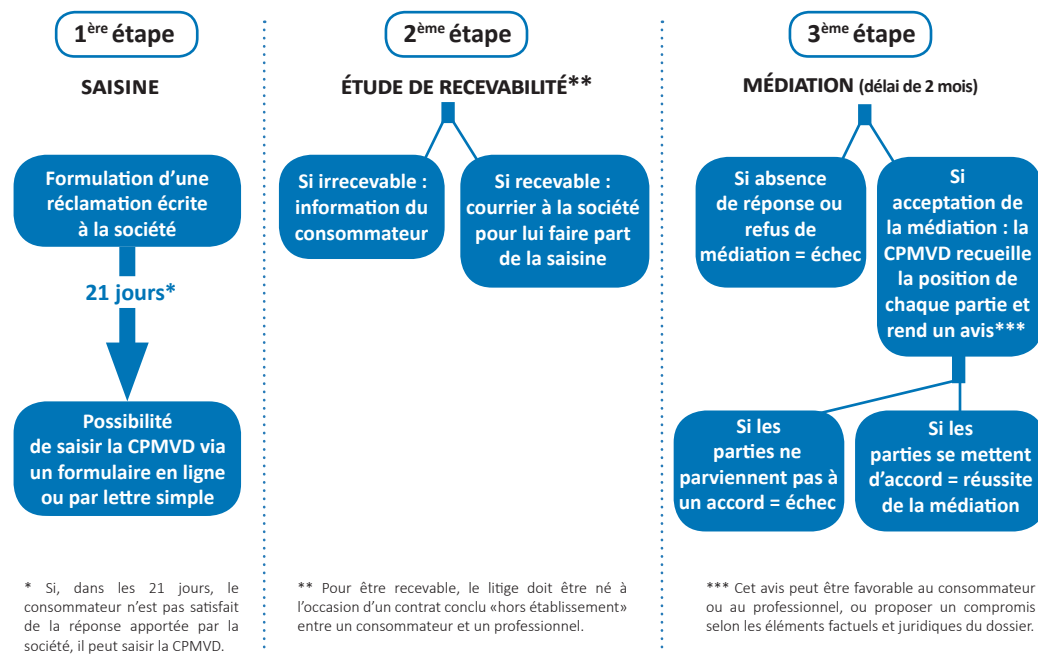 1ère étape
SAISINE
Formulation d’une
réclamation écrite
à la société
21 jours*
Possibilité
de saisir la CPMVD via
un formulaire en ligne
ou par lettre simple
* Si, dans les 21 jours, le
consommateur n’est pas satisfait
de la réponse apportée par la
société, il peut saisir la CPMVD.
2ème étape
ÉTUDE DE RECEVABILITÉ**
Si irrecevable :
information du
consommateur
Si recevable :
courrier à la société
pour lui faire part
de la saisine
** Pour être recevable, le litige doit être né à
l’occasion d’un contrat conclu «hors établissement»
entre un consommateur et un professionnel.
3ème étape
MÉDIATION (délai de 2 mois)
Si absence
de réponse ou
refus de
médiation = échec
Si
acceptation de
la médiation : la
CPMVD recueille
la position de
chaque partie et
rend un avis***
Si les
parties ne
parviennent pas à
un accord = échec
Si les
parties se mettent
d’accord = réussite
de la médiation
*** Cet avis peut être favorable au consommateur
ou au professionnel, ou proposer un compromis
selon les éléments factuels et juridiques du dossier.